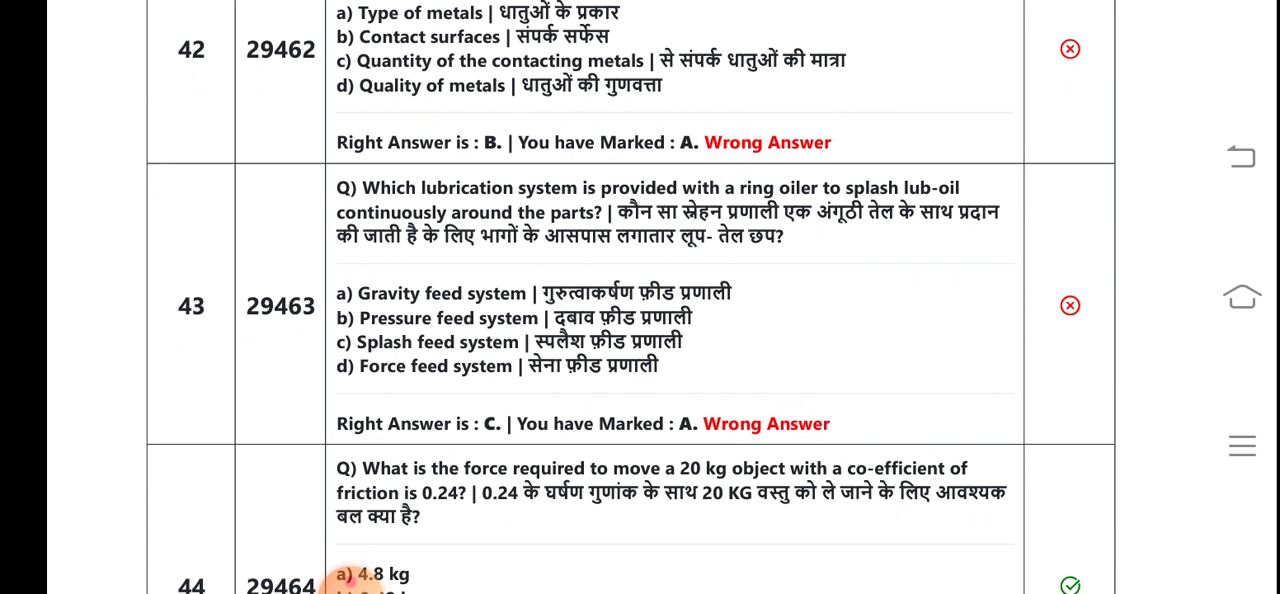 a) Type of metals | धातुओं के प्रकार
b) Contact surfaces | संपर्क सर्फेस
c) Quantity of the contacting metals | से संपर्क धातुओं की मात्रा
d) Quality of metals | धातुओं की गुणवत्ता
42
29462
Right Answer is : B. | You have Marked : A. Wrong Answer
Q) Which lubrication system is provided with a ring oiler to splash lub-oil
continuously around the parts? | कौन सा स्नेहन प्रणाली एक अंगूठी तेल के साथ प्रदान
की जाती है के लिए भागों के आसपास लगातार लूप- तेल छप?
43
29463
a) Gravity feed system | गुरुत्वाकर्षण फ़ीड प्रणाली
b) Pressure feed system | दबाव फ़ीड प्रणाली
c) Splash feed system | स्पलैश फ़ीड प्रणाली
d) Force feed system | सेना फ़ीड प्रणाली
Right Answer is : C. | You have Marked : A. Wrong Answer
Q) What is the force required to move a 20 kg object with a co-efficient of
friction is 0.24? | 0.24 के घर्षण गुणांक के साथ 20 KG वस्तु को ले जाने के लिए आवश्यक
बल क्या है?
44
29464
a) 4.8 kg